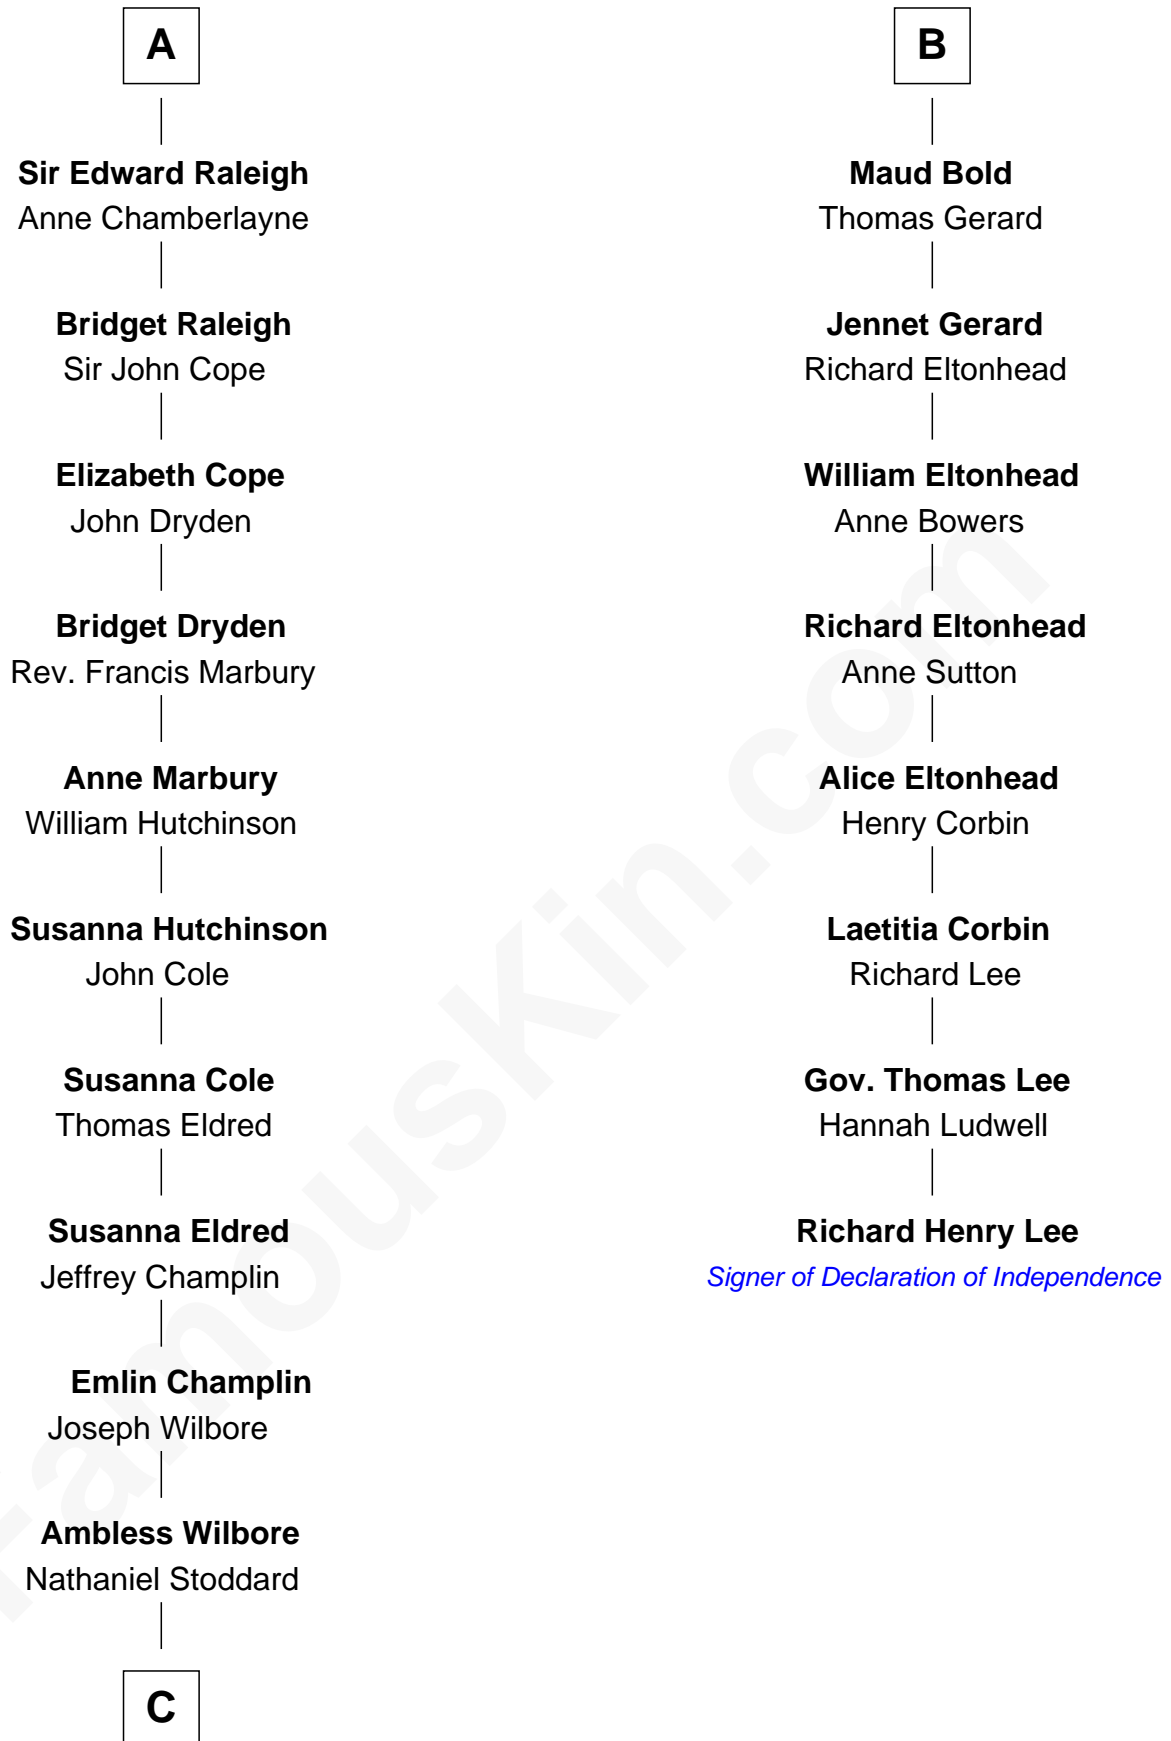 A
Sir Edward Raleigh
Anne Chamberlayne
Bridget Raleigh
Sir John Cope
Elizabeth Cope
John Dryden
Bridget Dryden
Rev. Francis Marbury
Anne Marbury
William Hutchinson
Susanna Hutchinson
John Cole
Susanna Cole
Thomas Eldred
Susanna Eldred
Jeffrey Champlin
Emlin Champlin
Joseph Wilbore
Ambless Wilbore
Nathaniel Stoddard
C
B
Maud Bold
Thomas Gerard
Jennet Gerard
Richard Eltonhead
William Eltonhead
Anne Bowers
Richard Eltonhead
Anne Sutton
Alice Eltonhead
Henry Corbin
Laetitia Corbin
Richard Lee
Gov. Thomas Lee
Hannah Ludwell
Richard Henry Lee
Signer of Declaration of Independence
FamousKin.com